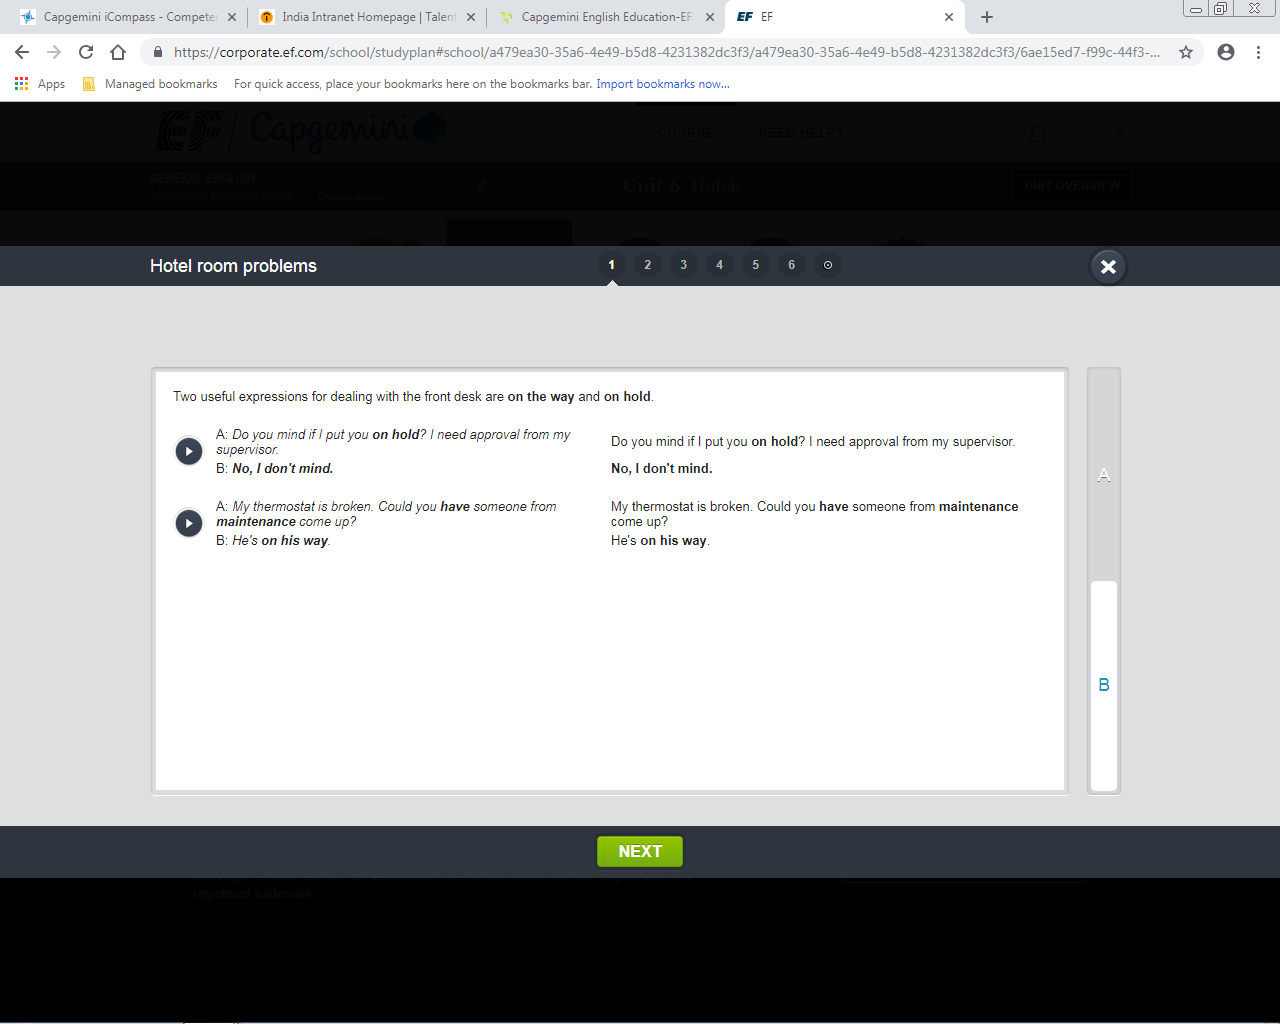 Capgemini iCompass - Compete
India Intranet Homepage | Talent
Capgemini English Education-EF
EF EF
https://corporate.ef.com/school/studyplan#school/a479ea30-35a6-4e49-b5d8-4231382dc3f3/a479ea30-35a6-4e49-b5d8-4231382dc3f3/6ae15ed7-f99c-44f3-...
Apps Managed bookmarks For quick access, place your bookmarks here on the bookmarks bar. Import bookmarks now...
EF Capgemini COURSE NEED HELP?
GENERAL ENGLISH
Unit 6 Hotels UNIT OVERVIEW
Change course
Hotel room problems 1 2 3 4 5 6
Two useful expressions for dealing with the front desk are on the way and on hold.
A: Do you mind if I put you on hold? I need approval from my
supervisor.
B: No, I don't mind.
Do you mind if I put you on hold? I need approval from my supervisor.
No, I don't mind.
A: My thermostat is broken. Could you have someone from
maintenance come up?
B: He's on his way.
My thermostat is broken. Could you have someone from maintenance
come up?
He's on his way.
A
B
NEXT
registered trademark